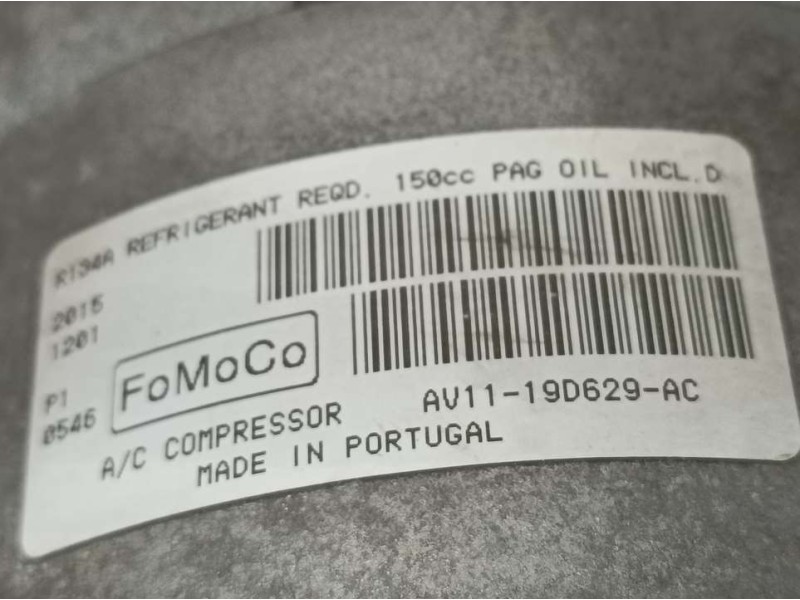 R134A REFRIGERANT REQD. 150cc PAG OIL INCL.D
2015
1201
P1
0546
FoMoCo
A/C COMPRESSOR
AV11-19D629-AC
MADE IN PORTUGAL